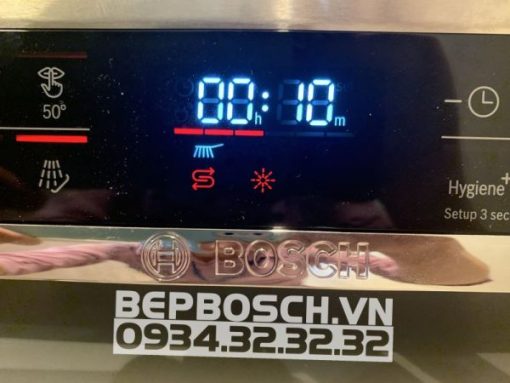 00h:10m
50°
Hygiene+
Setup 3 sec
BOSCH
BEPBOSCH.VN
0934.32.32.32